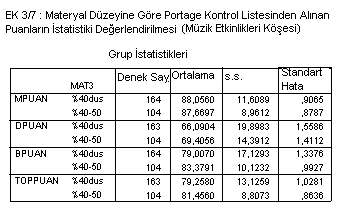 EK 3/7 : Materyal Düzeyine Göre Portage Kontrol Listesinden Alınan
Puanların İstatistiki Değerlendirilmesi (Müzik Etkinlikleri Köşesi)
Grup İstatistikleri
MAT3 Denek Say Ortalama s.s. Standart Hata
MPUAN %40dus 164 88,0560 11,6089 ,9065
%40-50 104 87,6697 8,9612 ,8787
DPUAN %40dus 163 66,0904 19,8983 1,5586
%40-50 104 69,4056 14,3912 1,4112
BPUAN %40dus 164 79,0070 17,1293 1,3376
%40-50 104 83,3791 10,1232 ,9927
TOPPUAN %40dus 163 79,2580 13,1259 1,0281
%40-50 104 81,4560 8,8073 ,8636